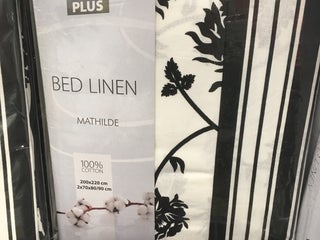 PLUS
BED LINEN
MATHILDE
100%
COTTON
200x220 cm
2x70x80/90 cm